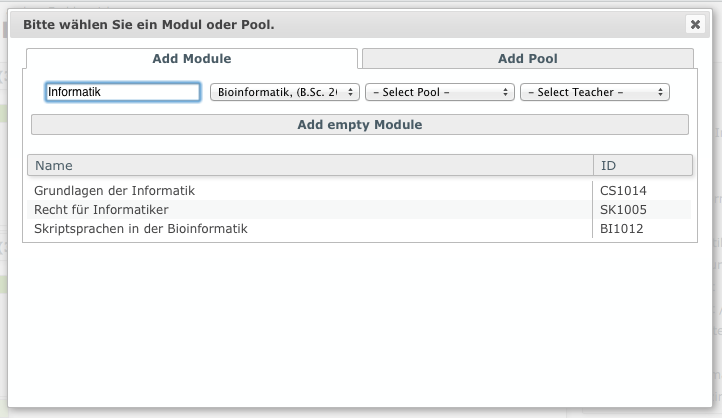 Bitte wählen Sie ein Modul oder Pool.
Add Module Add Pool
Informatik Bioinformatik, (B.Sc. 20 – Select Pool – – Select Teacher –
Add empty Module
Name ID
Grundlagen der Informatik CS1014
Recht für Informatiker SK1005
Skriptsprachen in der Bioinformatik BI1012